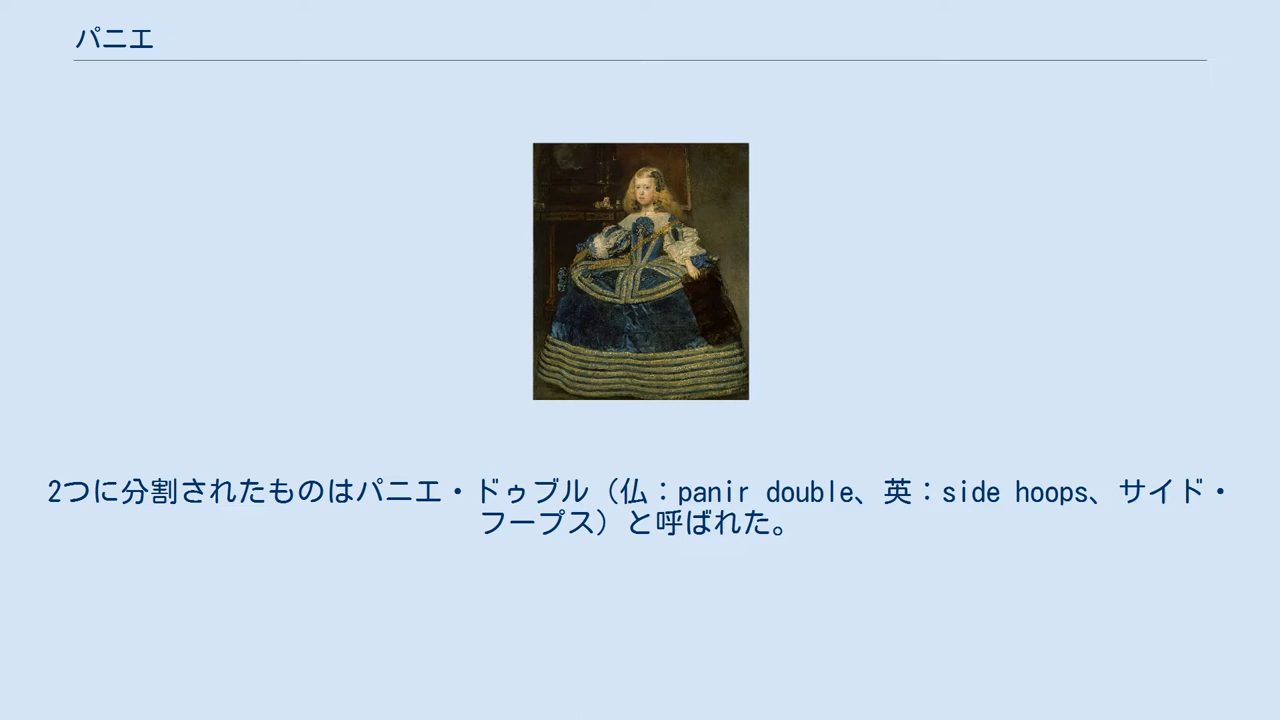 パニエ
2つに分割されたものはパニエ・ドゥブル（仏：panir double、英：side hoops、サイド・
フープス）と呼ばれた。